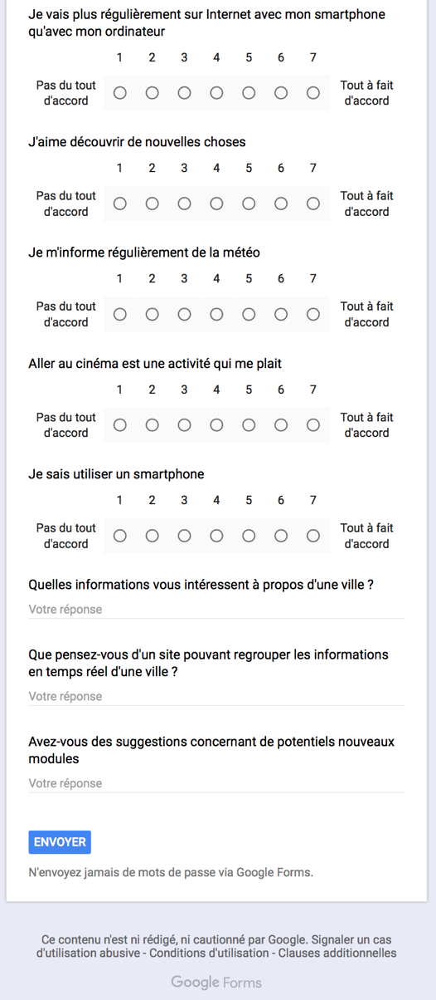 Je vais plus régulièrement sur Internet avec mon smartphone
qu'avec mon ordinateur
1 2 3 4 5 6 7
Pas du tout d'accord Tout à fait d'accord
J'aime découvrir de nouvelles choses
1 2 3 4 5 6 7
Pas du tout d'accord Tout à fait d'accord
Je m'informe régulièrement de la météo
1 2 3 4 5 6 7
Pas du tout d'accord Tout à fait d'accord
Aller au cinéma est une activité qui me plait
1 2 3 4 5 6 7
Pas du tout d'accord Tout à fait d'accord
Je sais utiliser un smartphone
1 2 3 4 5 6 7
Pas du tout d'accord Tout à fait d'accord
Quelles informations vous intéressent à propos d'une ville ?
Votre réponse
Que pensez-vous d'un site pouvant regrouper les informations
en temps réel d'une ville ?
Votre réponse
Avez-vous des suggestions concernant de potentiels nouveaux
modules
Votre réponse
ENVOYER
N'envoyez jamais de mots de passe via Google Forms.
Ce contenu n'est ni rédigé, ni cautionné par Google. Signaler un cas
d'utilisation abusive - Conditions d'utilisation - Clauses additionnelles
Google Forms